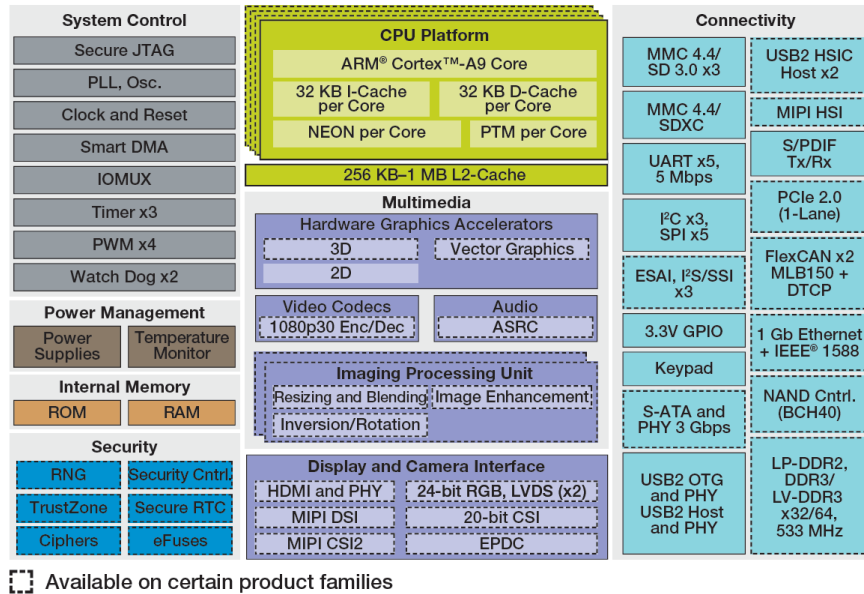 System Control
Secure JTAG
PLL, Osc.
Clock and Reset
Smart DMA
IOMUX
Timer x3
PWM x4
Watch Dog x2
Power Management
Power
Supplies
Temperature
Monitor
Internal Memory
ROM
RAM
Security
RNG
Security Cntrl.
TrustZone
Secure RTC
Ciphers
eFuses
CPU Platform
ARM® Cortex™-A9 Core
32 KB I-Cache
per Core
32 KB D-Cache
per Core
NEON per Core
PTM per Core
256 KB–1 MB L2-Cache
Multimedia
Hardware Graphics Accelerators
3D
Vector Graphics
2D
Video Codecs
1080p30 Enc/Dec
Audio
ASRC
Imaging Processing Unit
Resizing and Blending
Image Enhancement
Inversion/Rotation
Display and Camera Interface
HDMI and PHY
24-bit RGB, LVDS (x2)
MIPI DSI
20-bit CSI
MIPI CSI2
EPDC
Connectivity
MMC 4.4/
SD 3.0 x3
MMC 4.4/
SDXC
UART x5,
5 Mbps
I²C x3,
SPI x5
ESAI, I²S/SSI
x3
3.3V GPIO
Keypad
S-ATA and
PHY 3 Gbps
USB2 OTG
and PHY
USB2 Host
and PHY
USB2 HSIC
Host x2
MIPI HSI
S/PDIF
Tx/Rx
PCIe 2.0
(1-Lane)
FlexCAN x2
MLB150 +
DTCP
1 Gb Ethernet
+ IEEE® 1588
NAND Cntrl.
(BCH40)
LP-DDR2,
DDR3/
LV-DDR3
x32/64,
533 MHz
Available on certain product families